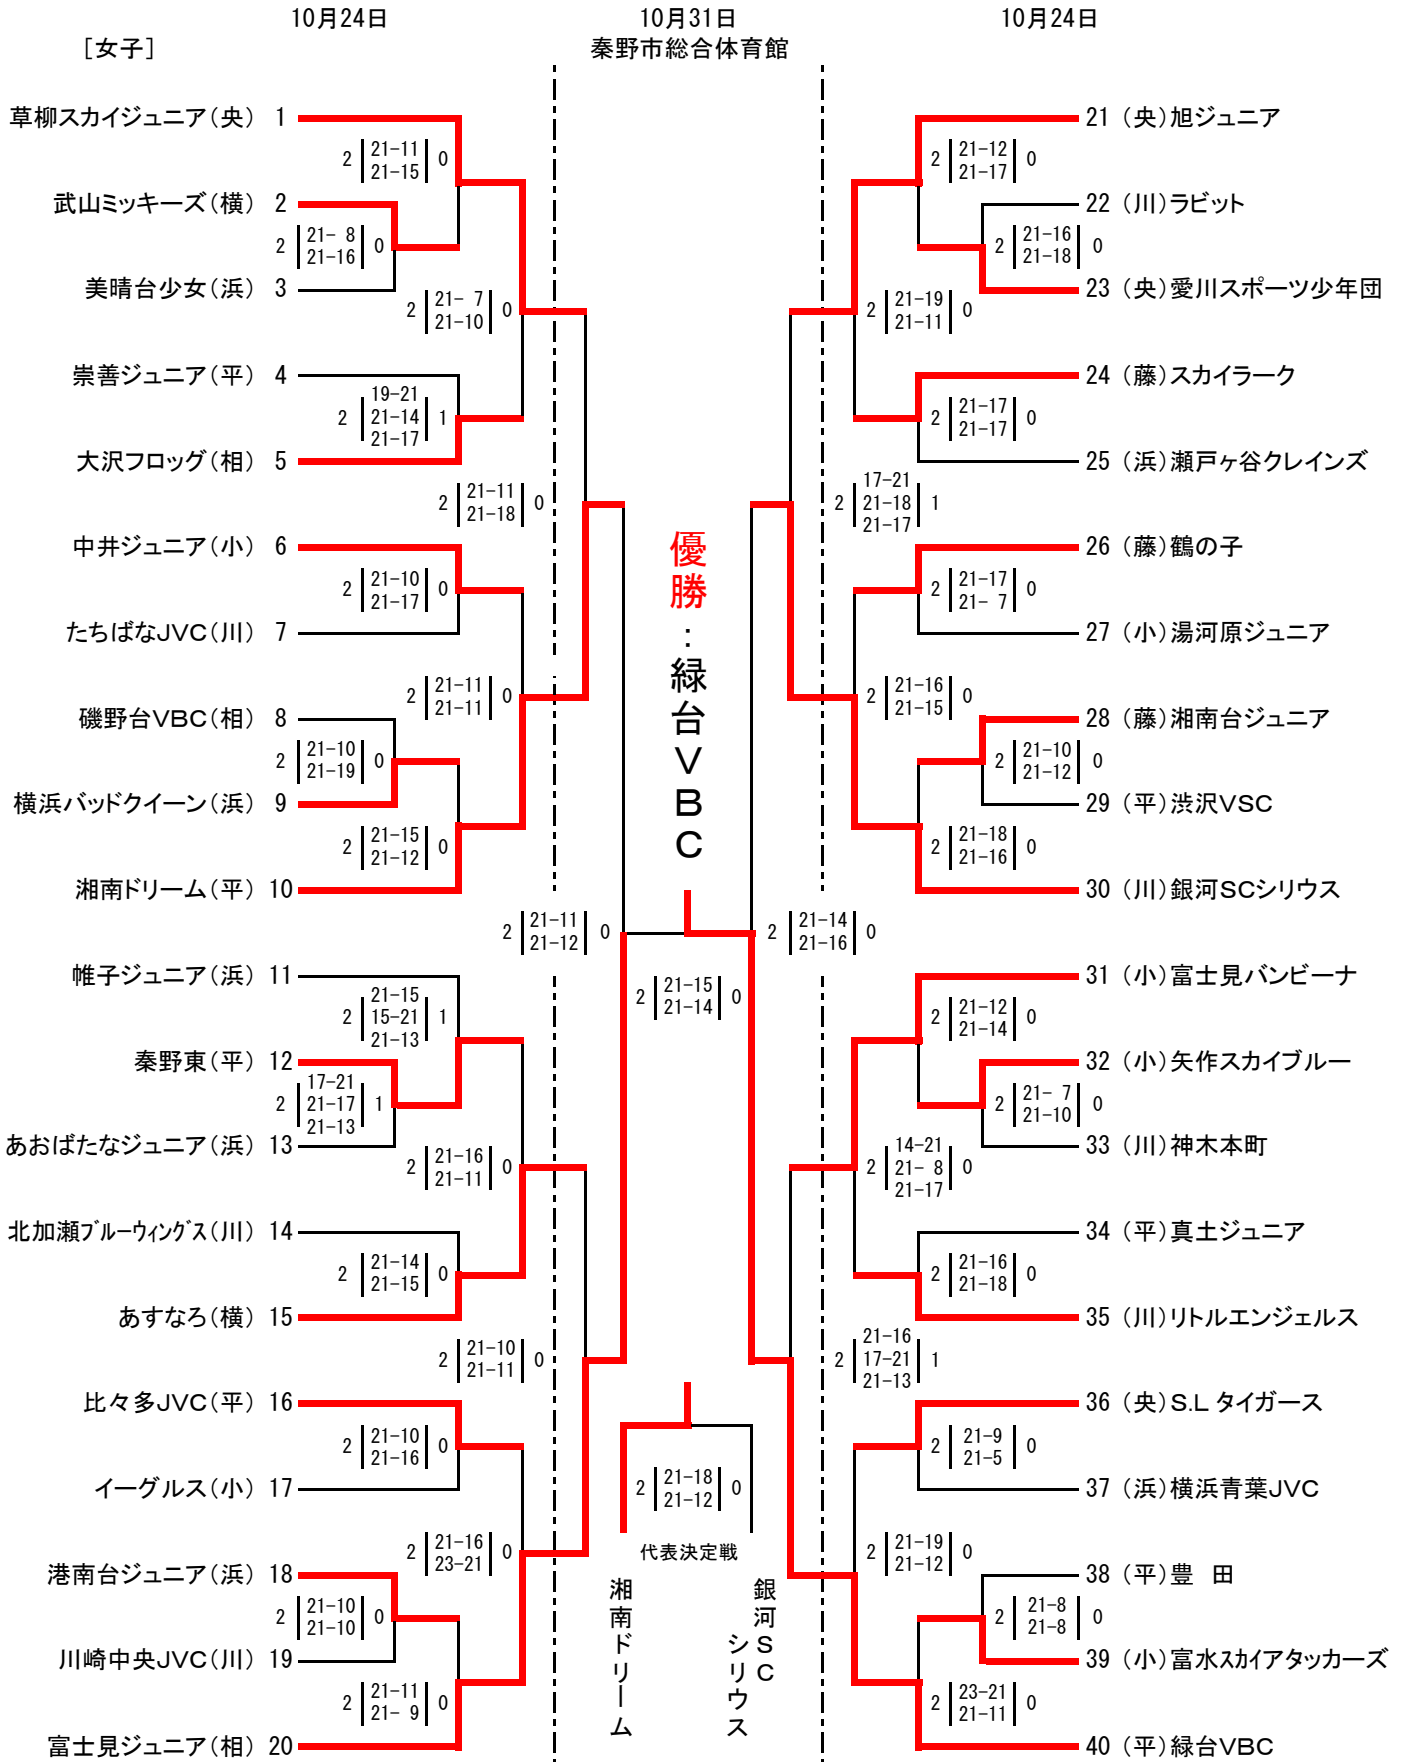 10月24日
10月31日
10月24日
［女子］
秦野市総合体育館
草柳スカイジュニア（央） 1
2 21-11 0
21-15
武山ミッキーズ（横） 2
2 21- 8 0
21-16
美晴台少女（浜） 3
2 21- 7 0
21-10
崇善ジュニア（平） 4
19-21
2 21-14 1
21-17
大沢フロッグ（相） 5
2 21-11 0
21-18
中井ジュニア（小） 6
2 21-10 0
21-17
たちばなJVC（川） 7
2 21-11 0
21-11
磯野台VBC（相） 8
2 21-10 0
21-19
横浜バッドクイーン（浜） 9
2 21-15 0
21-12
湘南ドリーム（平） 10
2 21-11 0
21-12
帷子ジュニア（浜） 11
21-15
2 15-21 1
21-13
秦野東（平） 12
17-21
2 21-17 1
21-13
あおばたなジュニア（浜） 13
2 21-16 0
21-11
北加瀬ブルーウィングス（川） 14
2 21-14 0
21-15
あすなろ（横） 15
2 21-10 0
21-11
比々多JVC（平） 16
2 21-10 0
21-16
イーグルス（小） 17
2 21-16 0
23-21
港南台ジュニア（浜） 18
2 21-10 0
21-10
川崎中央JVC（川） 19
2 21-11 0
21- 9
富士見ジュニア（相） 20
優勝：緑台VBC
2 21-15 0
21-14
2 21-18 0
21-12
代表決定戦
湘南ドリーム
銀河SC
シリウス
21 （央）旭ジュニア
2 21-12 0
21-17
22 （川）ラビット
2 21-16 0
21-18
23 （央）愛川スポーツ少年団
2 21-19 0
21-11
24 （藤）スカイラーク
2 21-17 0
21-17
25 （浜）瀬戸ヶ谷クレインズ
17-21
2 21-18 1
21-17
26 （藤）鶴の子
2 21-17 0
21- 7
27 （小）湯河原ジュニア
2 21-16 0
21-15
28 （藤）湘南台ジュニア
2 21-10 0
21-12
29 （平）渋沢VSC
2 21-18 0
21-16
30 （川）銀河SCシリウス
2 21-14 0
21-16
31 （小）富士見バンビーナ
2 21-12 0
21-14
32 （小）矢作スカイブルー
2 21- 7 0
21-10
33 （川）神木本町
14-21
2 21- 8 0
21-17
34 （平）真土ジュニア
2 21-16 0
21-18
35 （川）リトルエンジェルス
21-16
2 17-21 1
21-13
36 （央）S.L タイガース
2 21-9 0
21-5
37 （浜）横浜青葉JVC
2 21-19 0
21-12
38 （平）豊　田
2 21-8 0
21-8
39 （小）富水スカイアタッカーズ
2 23-21 0
21-11
40 （平）緑台VBC